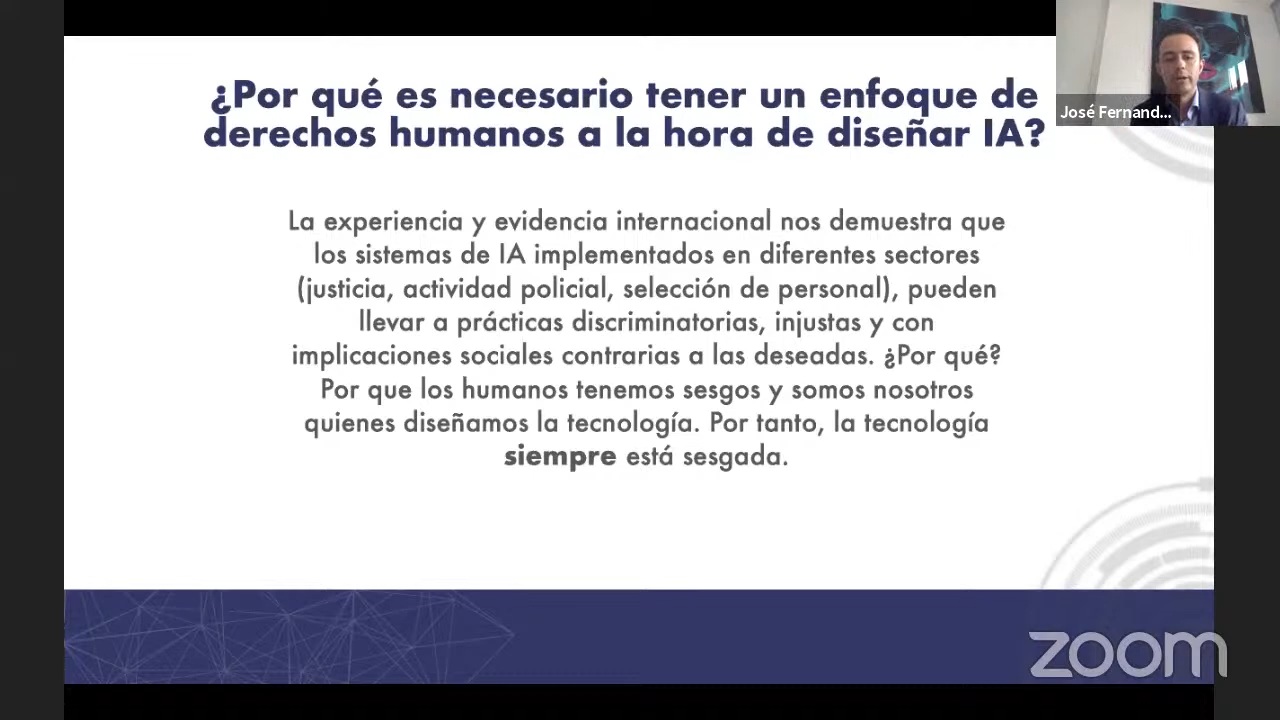 ¿Por qué es necesario tener un enfoque de
derechos humanos a la hora de diseñar IA?
José Fernand...
La experiencia y evidencia internacional nos demuestra que
los sistemas de IA implementados en diferentes sectores
(justicia, actividad policial, selección de personal), pueden
llevar a prácticas discriminatorias, injustas y con
implicaciones sociales contrarias a las deseadas. ¿Por qué?
Por que los humanos tenemos sesgos y somos nosotros
quienes diseñamos la tecnología. Por tanto, la tecnología
siempre está sesgada.
zoom